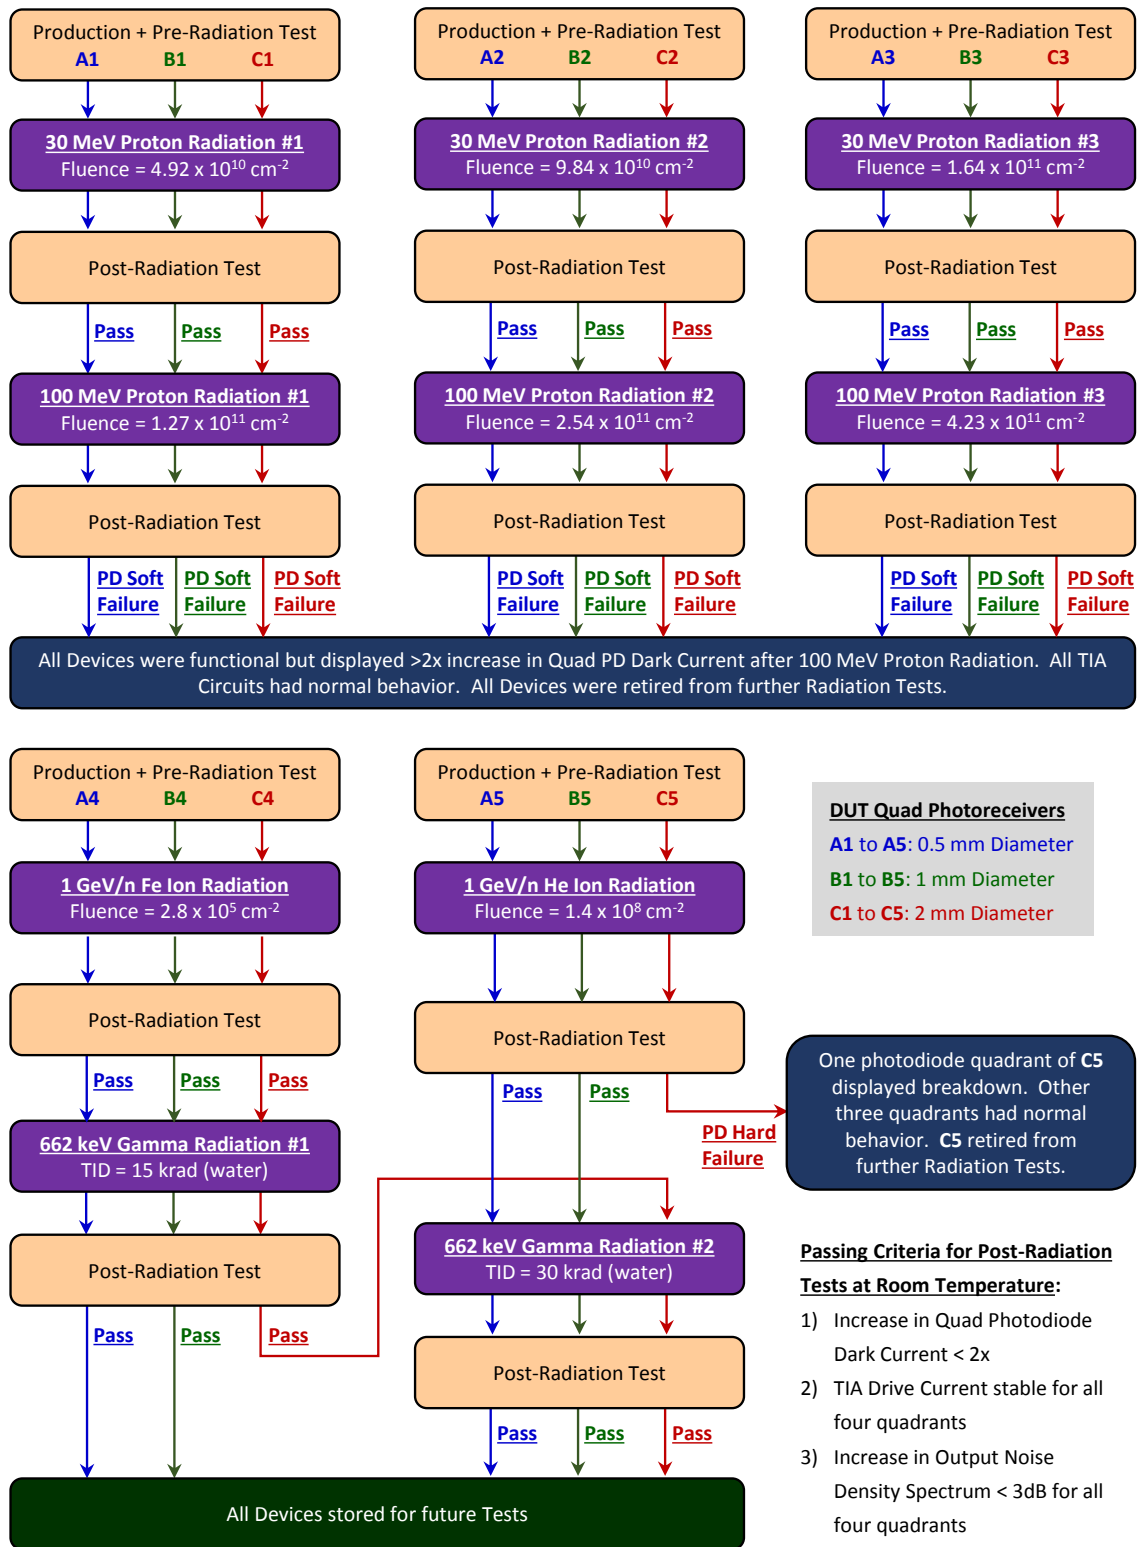 Production + Pre-Radiation Test
A1 B1 C1
30 MeV Proton Radiation #1
Fluence = 4.92 x 10¹⁰ cm⁻²
Post-Radiation Test
Pass Pass Pass
100 MeV Proton Radiation #1
Fluence = 1.27 x 10¹¹ cm⁻²
Post-Radiation Test
PD Soft PD Soft PD Soft
Failure Failure Failure
Production + Pre-Radiation Test
A2 B2 C2
30 MeV Proton Radiation #2
Fluence = 9.84 x 10¹⁰ cm⁻²
Post-Radiation Test
Pass Pass Pass
100 MeV Proton Radiation #2
Fluence = 2.54 x 10¹¹ cm⁻²
Post-Radiation Test
PD Soft PD Soft PD Soft
Failure Failure Failure
Production + Pre-Radiation Test
A3 B3 C3
30 MeV Proton Radiation #3
Fluence = 1.64 x 10¹¹ cm⁻²
Post-Radiation Test
Pass Pass Pass
100 MeV Proton Radiation #3
Fluence = 4.23 x 10¹¹ cm⁻²
Post-Radiation Test
PD Soft PD Soft PD Soft
Failure Failure Failure
All Devices were functional but displayed >2x increase in Quad PD Dark Current after 100 MeV Proton Radiation. All TIA
Circuits had normal behavior. All Devices were retired from further Radiation Tests.
Production + Pre-Radiation Test
A4 B4 C4
1 GeV/n Fe Ion Radiation
Fluence = 2.8 x 10⁵ cm⁻²
Post-Radiation Test
Pass Pass Pass
662 keV Gamma Radiation #1
TID = 15 krad (water)
Post-Radiation Test
Pass Pass Pass
Production + Pre-Radiation Test
A5 B5 C5
1 GeV/n He Ion Radiation
Fluence = 1.4 x 10⁸ cm⁻²
Post-Radiation Test
Pass Pass
PD Hard
Failure
662 keV Gamma Radiation #2
TID = 30 krad (water)
Post-Radiation Test
Pass Pass Pass
All Devices stored for future Tests
DUT Quad Photoreceivers
A1 to A5: 0.5 mm Diameter
B1 to B5: 1 mm Diameter
C1 to C5: 2 mm Diameter
One photodiode quadrant of C5
displayed breakdown. Other
three quadrants had normal
behavior. C5 retired from
further Radiation Tests.
Passing Criteria for Post-Radiation
Tests at Room Temperature:
1) Increase in Quad Photodiode
Dark Current < 2x
2) TIA Drive Current stable for all
four quadrants
3) Increase in Output Noise
Density Spectrum < 3dB for all
four quadrants